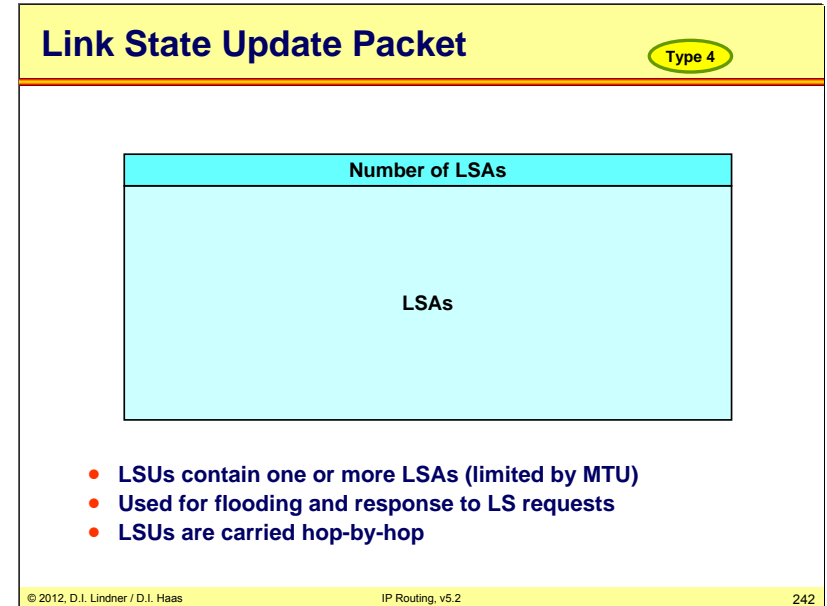 Link State Update Packet
Type 4
Number of LSAs
LSAs
• LSUs contain one or more LSAs (limited by MTU)
• Used for flooding and response to LS requests
• LSUs are carried hop-by-hop
© 2012, D.I. Lindner / D.I. Haas
IP Routing, v5.2
242